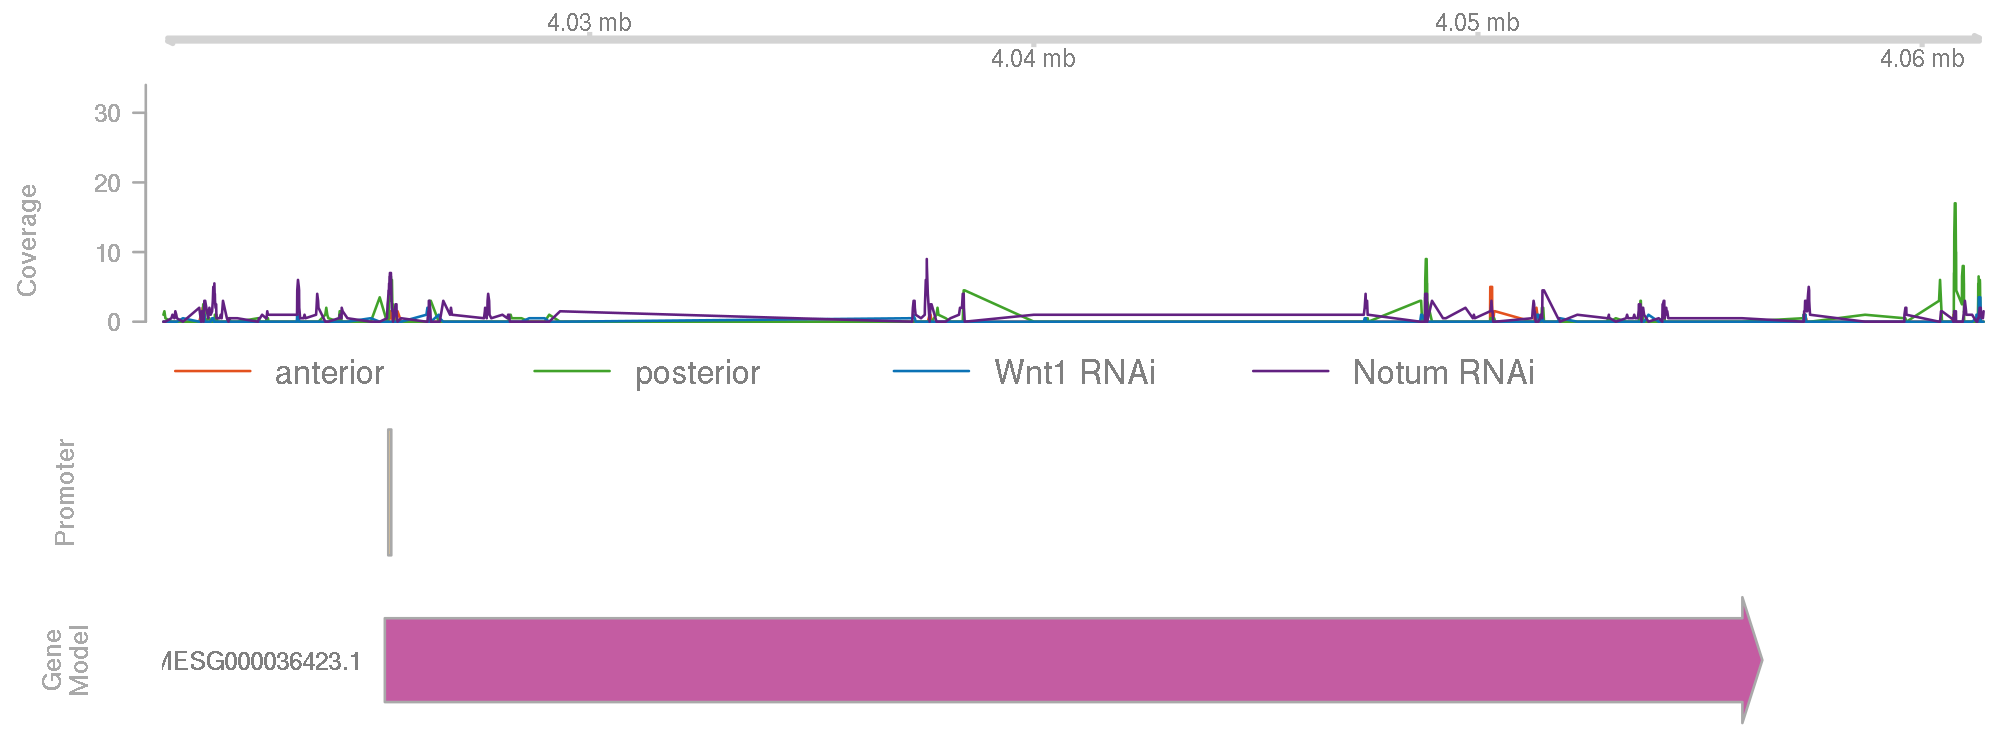 4.03 mb
4.05 mb
4.04 mb
4.06 mb
Coverage
30
20
10
0
anterior
posterior
Wnt1 RNAi
Notum RNAi
Promoter
Gene
Model
ESG000036423.1